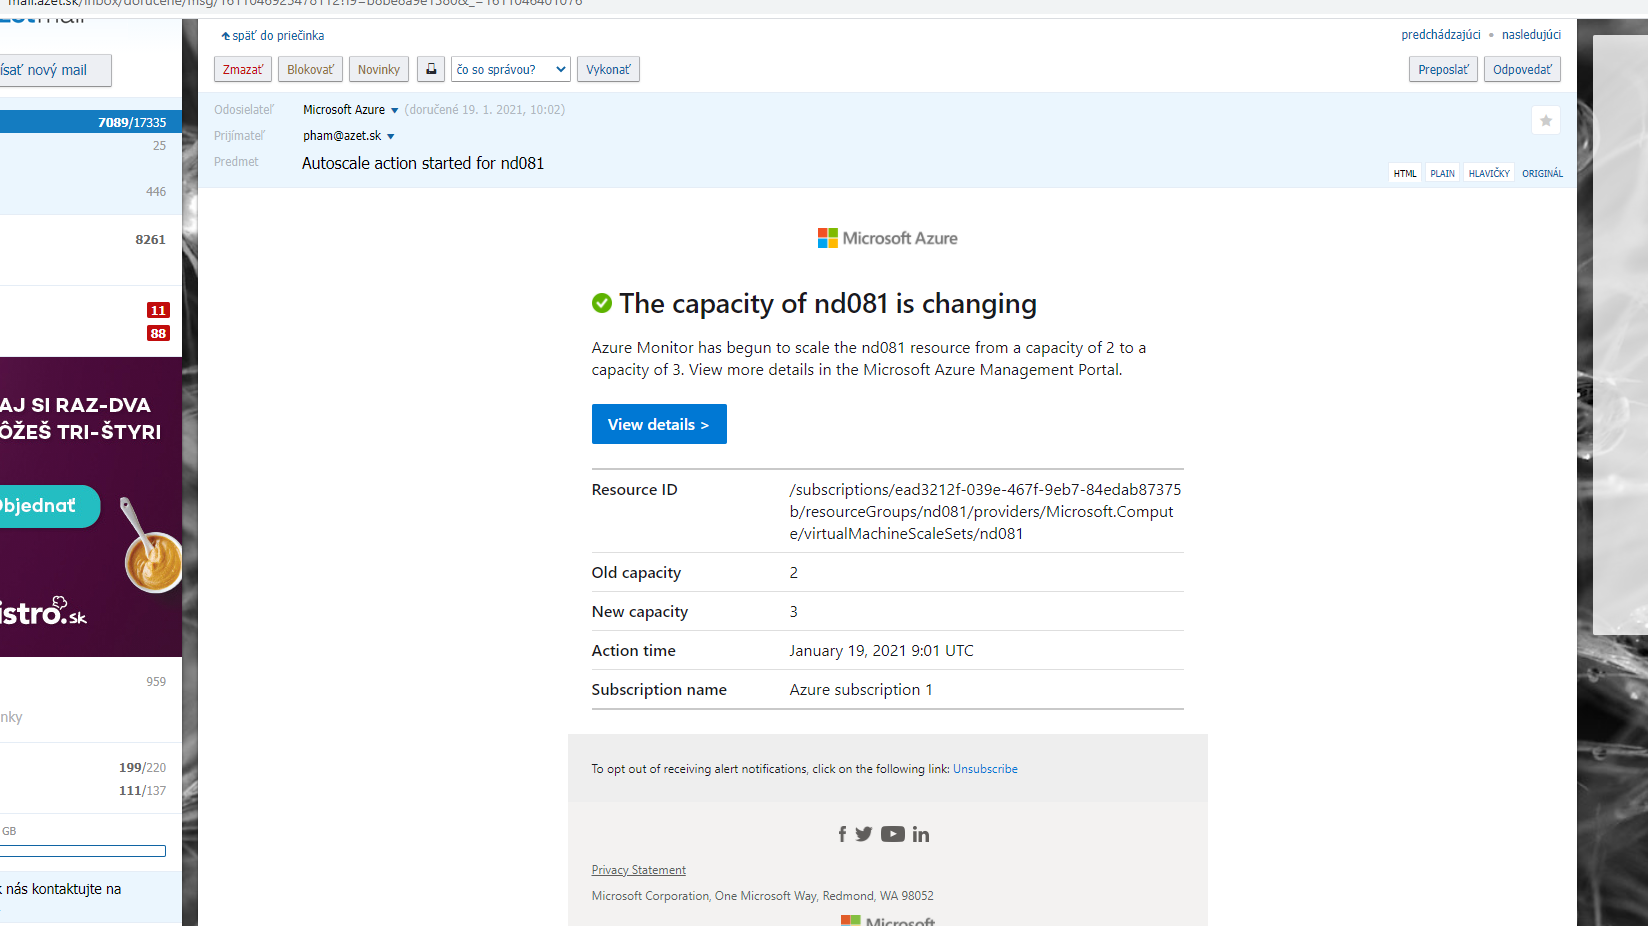 mail.azet.sk/inbox/dorucene/msg/1611046925478112?i9=b8be8a9e1380&_=1611046401076
späť do priečinka
predchádzajúci • nasledujúci
ísať nový mail
Zmazať Blokovať Novinky čo so správou? Vykonať
Preposlať Odpovedať
7089/17335
25
446
8261
11
88
Odosielateľ Microsoft Azure (doručené 19. 1. 2021, 10:02)
Prijímateľ pham@azet.sk
Predmet Autoscale action started for nd081
HTML PLAIN HLAVIČKY ORIGINÁL
Microsoft Azure
The capacity of nd081 is changing
Azure Monitor has begun to scale the nd081 resource from a capacity of 2 to a
capacity of 3. View more details in the Microsoft Azure Management Portal.
View details >
Resource ID /subscriptions/ead3212f-039e-467f-9eb7-84edab87375
b/resourceGroups/nd081/providers/Microsoft.Comput
e/virtualMachineScaleSets/nd081
Old capacity 2
New capacity 3
Action time January 19, 2021 9:01 UTC
Subscription name Azure subscription 1
To opt out of receiving alert notifications, click on the following link: Unsubscribe
Privacy Statement
Microsoft Corporation, One Microsoft Way, Redmond, WA 98052
Microsoft
AJ SI RAZ-DVA
ÔŽEŠ TRI-ŠTYRI
bjednať
istro.sk
959
nky
199/220
111/137
GB
k nás kontaktujte na